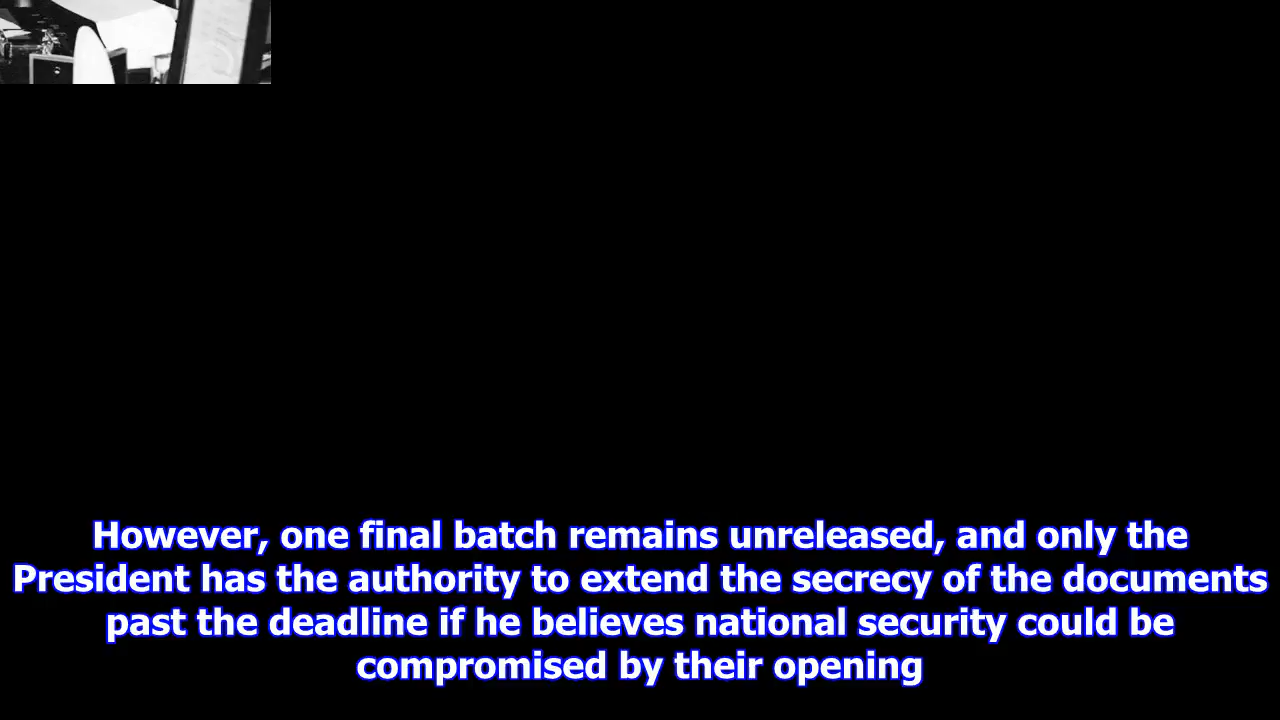 However, one final batch remains unreleased, and only the
President has the authority to extend the secrecy of the documents
past the deadline if he believes national security could be
compromised by their opening